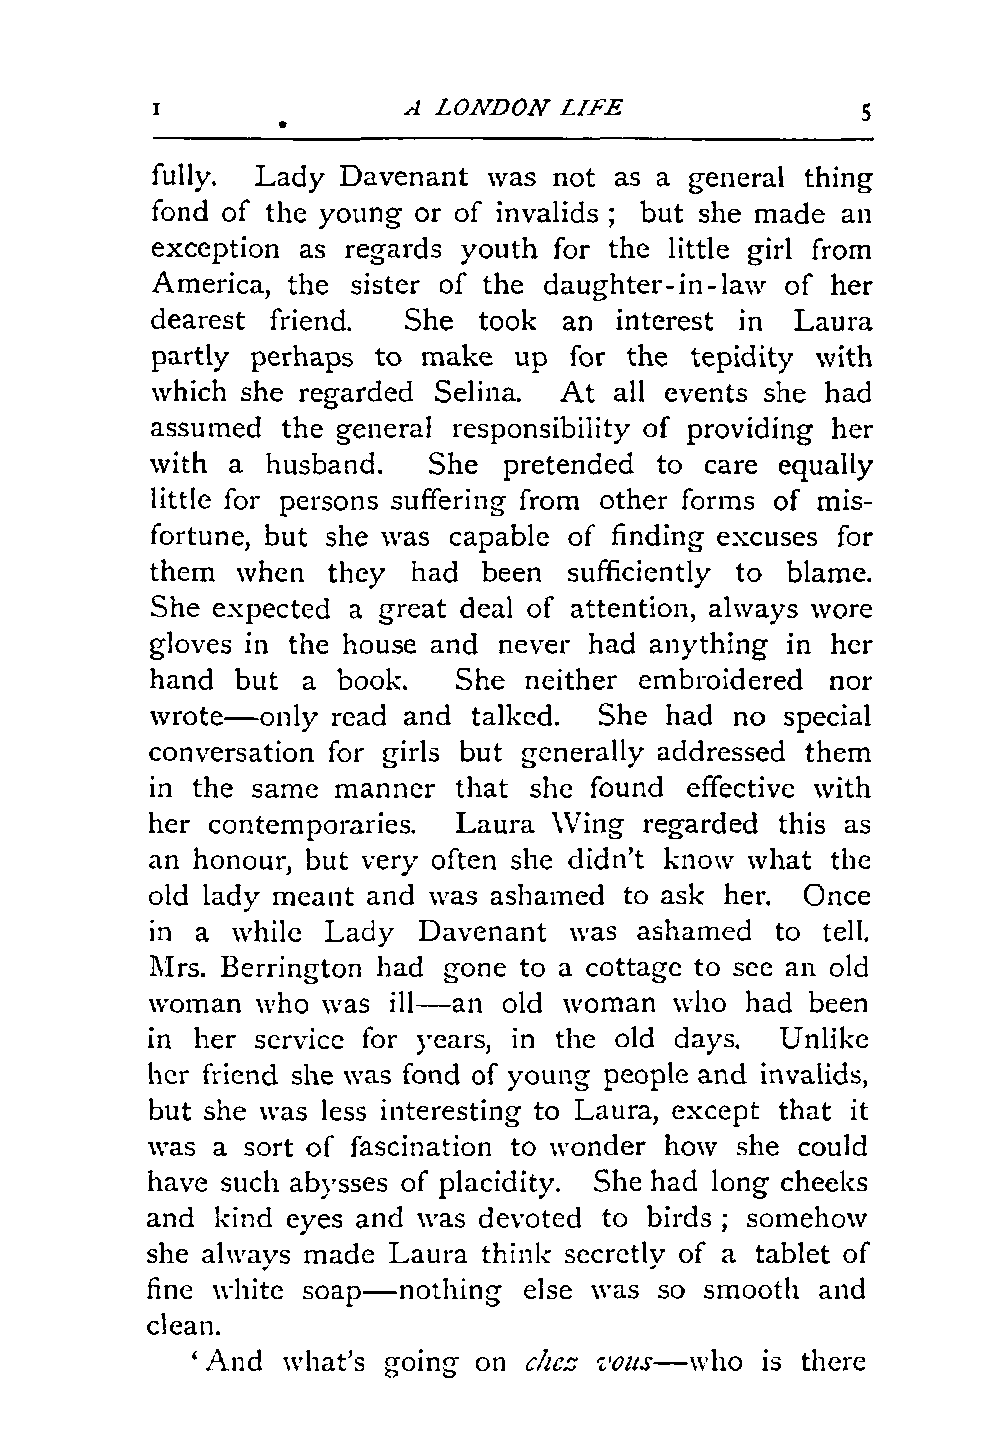 I A LONDON LIFE 5
fully. Lady Davenant was not as a general thing
fond of the young or of invalids ; but she made an
exception as regards youth for the little girl from
America, the sister of the daughter-in-law of her
dearest friend. She took an interest in Laura
partly perhaps to make up for the tepidity with
which she regarded Selina. At all events she had
assumed the general responsibility of providing her
with a husband. She pretended to care equally
little for persons suffering from other forms of mis-
fortune, but she was capable of finding excuses for
them when they had been sufficiently to blame.
She expected a great deal of attention, always wore
gloves in the house and never had anything in her
hand but a book. She neither embroidered nor
wrote—only read and talked. She had no special
conversation for girls but generally addressed them
in the same manner that she found effective with
her contemporaries. Laura Wing regarded this as
an honour, but very often she didn't know what the
old lady meant and was ashamed to ask her. Once
in a while Lady Davenant was ashamed to tell.
Mrs. Berrington had gone to a cottage to see an old
woman who was ill—an old woman who had been
in her service for years, in the old days. Unlike
her friend she was fond of young people and invalids,
but she was less interesting to Laura, except that it
was a sort of fascination to wonder how she could
have such abysses of placidity. She had long cheeks
and kind eyes and was devoted to birds ; somehow
she always made Laura think secretly of a tablet of
fine white soap—nothing else was so smooth and
clean.
‘ And what's going on chez vous—who is there